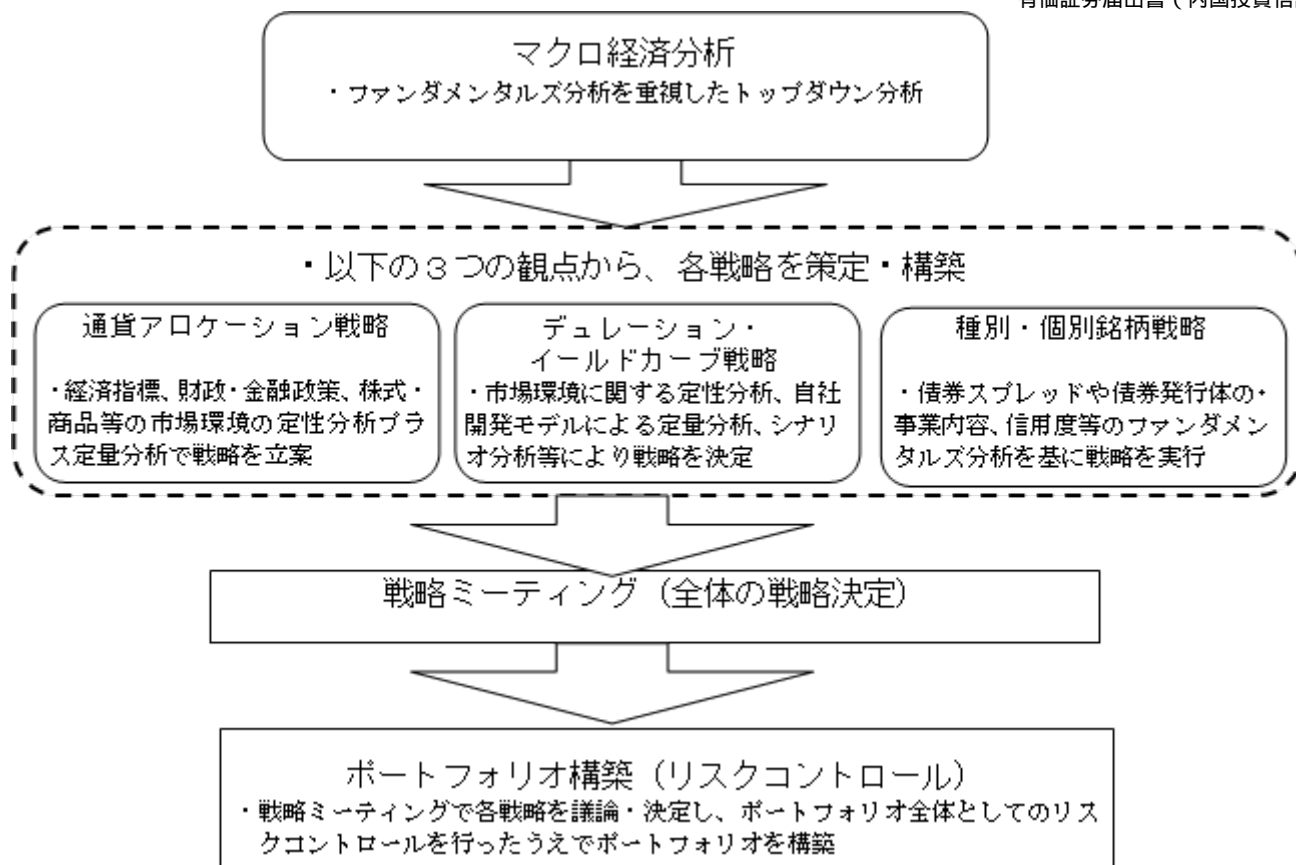 マクロ経済分析
・ファンダメンタルズ分析を重視したトップダウン分析
・以下の３つの観点から、各戦略を策定・構築
通貨アロケーション戦略
・経済指標、財政・金融政策、株式・
商品等の市場環境の定性分析プラ
ス定量分析で戦略を立案
デュレーション・
イールドカーブ戦略
・市場環境に関する定性分析、自社
開発モデルによる定量分析、シナリ
オ分析等により戦略を決定
種別・個別銘柄戦略
・債券スプレッドや債券発行体の・
事業内容、信用度等のファンダメン
タルズ分析を基に戦略を実行
戦略ミーティング（全体の戦略決定）
ポートフォリオ構築（リスクコントロール）
・戦略ミーティングで各戦略を議論・決定し、ポートフォリオ全体としてのリス
クコントロールを行ったうえでポートフォリオを構築